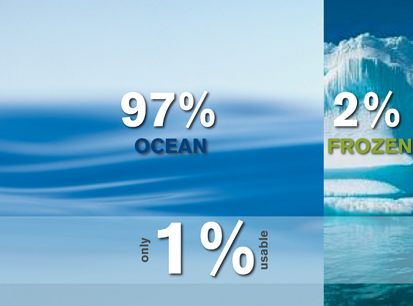 97%
OCEAN
2%
FROZEN
only 1% usable